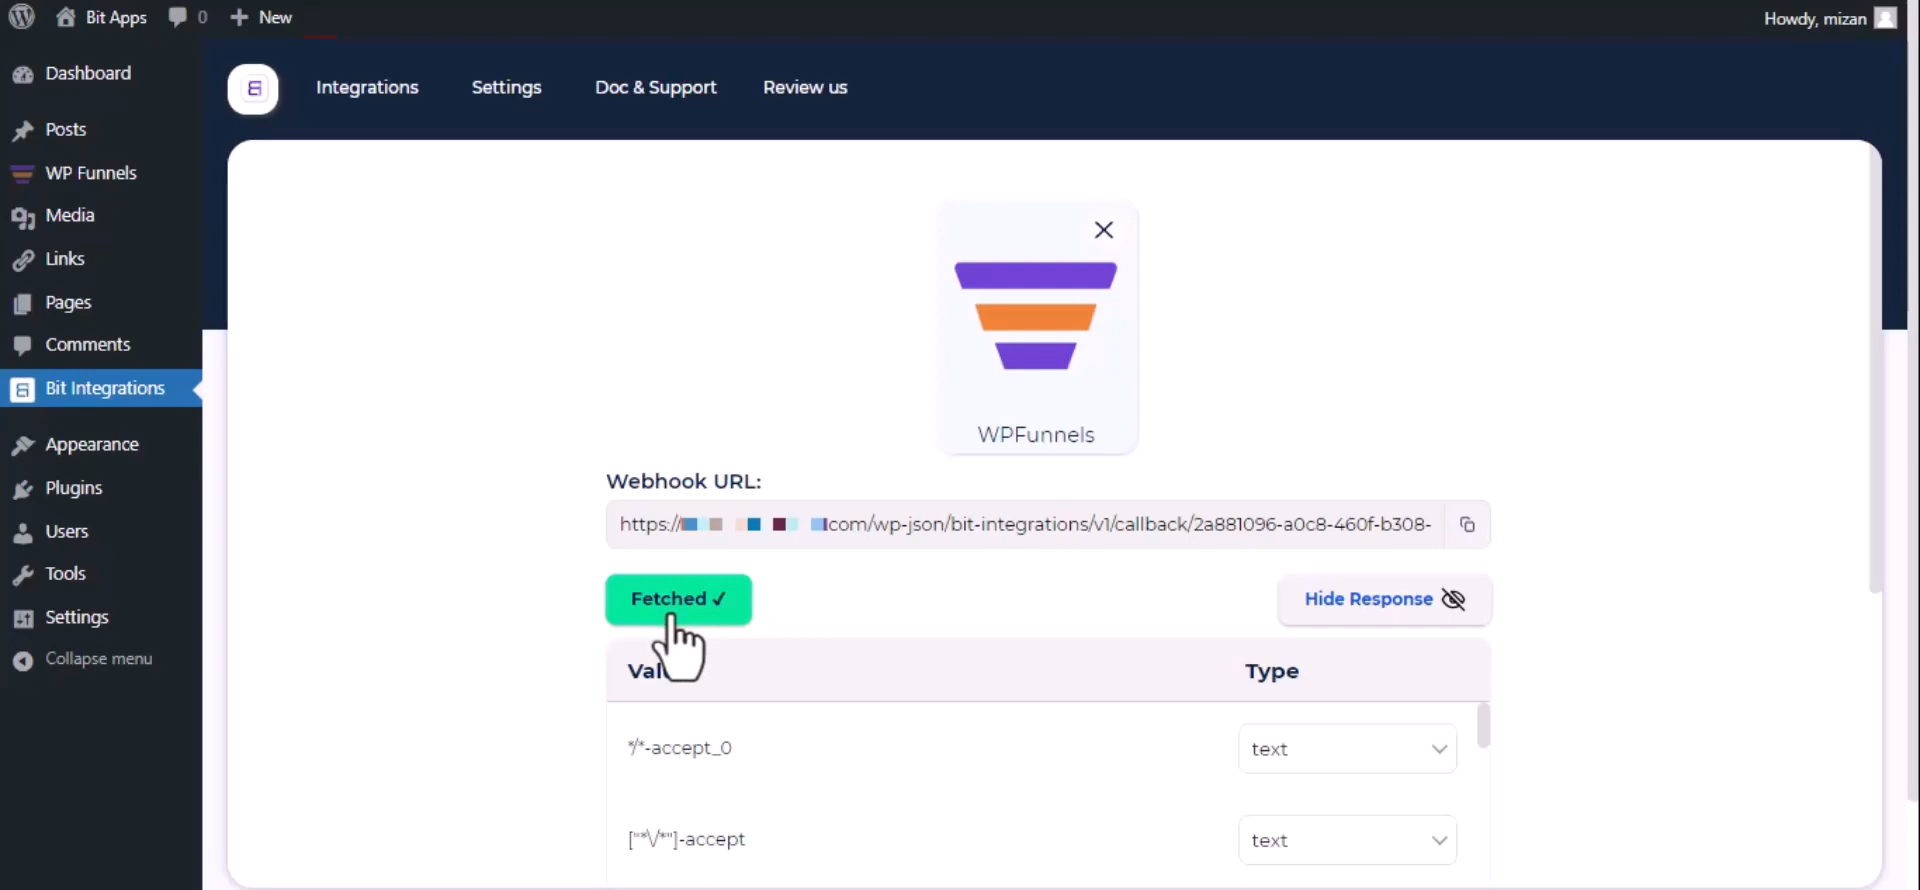 Bit Apps 0 New Howdy, mizan
Dashboard
Posts
WP Funnels
Media
Links
Pages
Comments
Bit Integrations
Appearance
Plugins
Users
Tools
Settings
Collapse menu
Integrations Settings Doc & Support Review us
WPFunnels
Webhook URL:
https:// com/wp-json/bit-integrations/v1/callback/2a881096-a0c8-460f-b308-
Fetched ✓ Hide Response
Type
*/*-accept_0 text
["*\/*"]-accept text